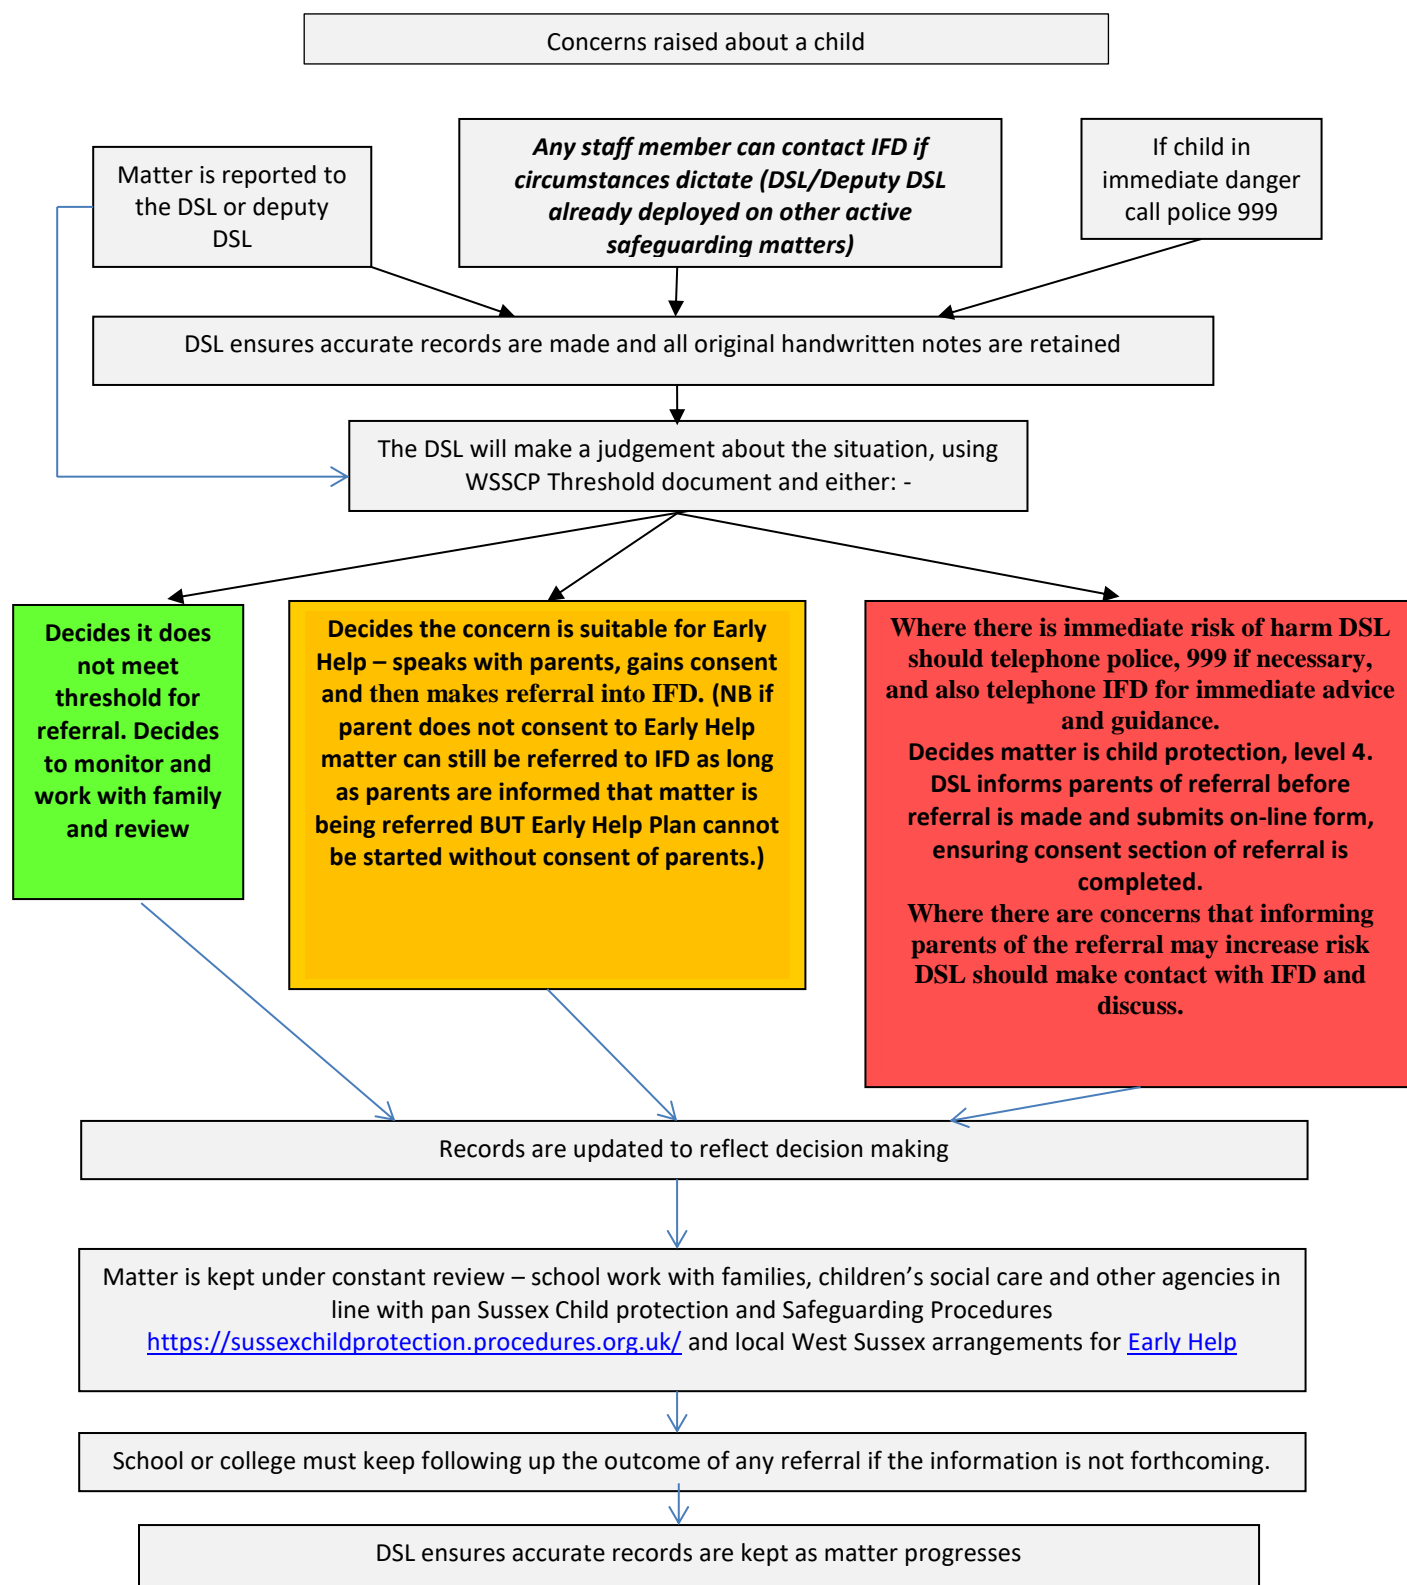 Concerns raised about a child
Matter is reported to
the DSL or deputy
DSL
Any staff member can contact IFD if
circumstances dictate (DSL/Deputy DSL
already deployed on other active
safeguarding matters)
If child in
immediate danger
call police 999
DSL ensures accurate records are made and all original handwritten notes are retained
The DSL will make a judgement about the situation, using
WSSCP Threshold document and either: -
Decides it does
not meet
threshold for
referral. Decides
to monitor and
work with family
and review
Decides the concern is suitable for Early
Help – speaks with parents, gains consent
and then makes referral into IFD. (NB if
parent does not consent to Early Help
matter can still be referred to IFD as long
as parents are informed that matter is
being referred BUT Early Help Plan cannot
be started without consent of parents.)
Where there is immediate risk of harm DSL
should telephone police, 999 if necessary,
and also telephone IFD for immediate advice
and guidance.
Decides matter is child protection, level 4.
DSL informs parents of referral before
referral is made and submits on-line form,
ensuring consent section of referral is
completed.
Where there are concerns that informing
parents of the referral may increase risk
DSL should make contact with IFD and
discuss.
Records are updated to reflect decision making
Matter is kept under constant review – school work with families, children’s social care and other agencies in
line with pan Sussex Child protection and Safeguarding Procedures
https://sussexchildprotection.procedures.org.uk/ and local West Sussex arrangements for Early Help
School or college must keep following up the outcome of any referral if the information is not forthcoming.
DSL ensures accurate records are kept as matter progresses